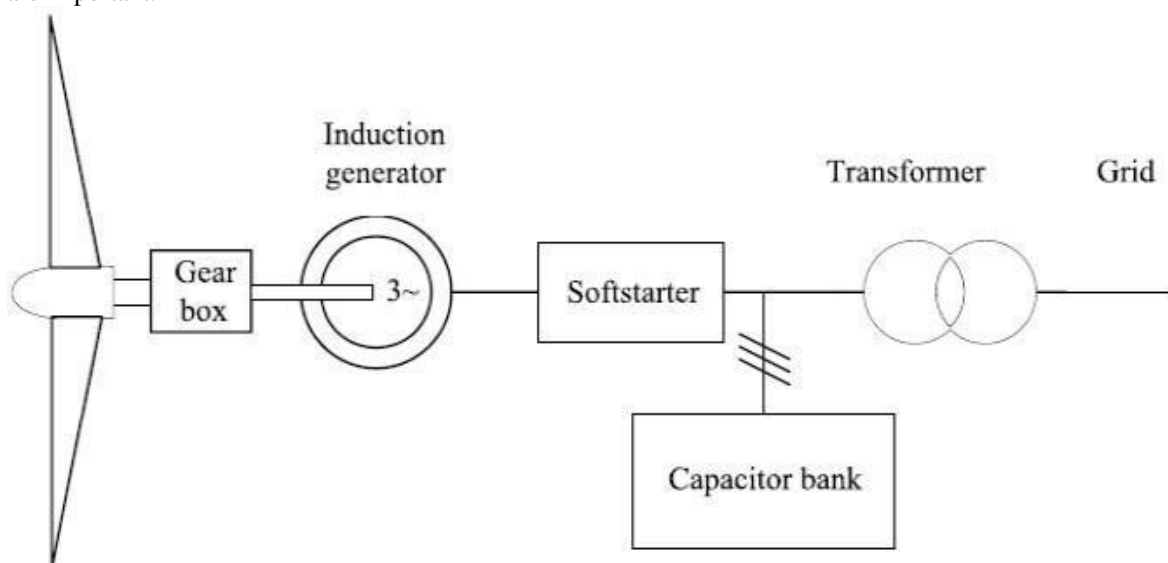 Induction
generator
Transformer
Grid
Gear
box
3~
Softstarter
Capacitor bank